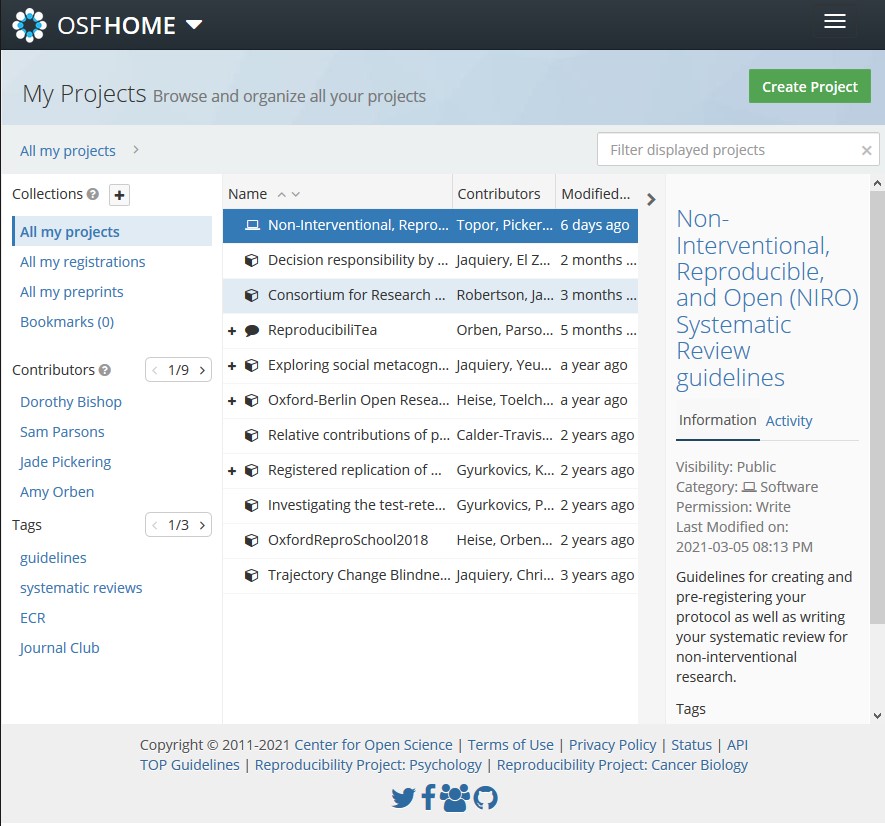 OSFHOME
My Projects Browse and organize all your projects
Create Project
All my projects
Filter displayed projects
Collections
All my projects
All my registrations
All my preprints
Bookmarks (0)
Contributors 1/9
Dorothy Bishop
Sam Parsons
Jade Pickering
Amy Orben
Tags 1/3
guidelines
systematic reviews
ECR
Journal Club
Name Contributors Modified...
Non-Interventional, Repro... Topor, Picker... 6 days ago
Decision responsibility by ... Jaquiery, El Z... 2 months ...
Consortium for Research ... Robertson, Ja... 3 months ...
+ ReproducibiliTea Orben, Parso... 5 months ...
+ Exploring social metacogn... Jaquiery, Yeu... a year ago
+ Oxford-Berlin Open Resea... Heise, Toelch... a year ago
Relative contributions of p... Calder-Travis... 2 years ago
+ Registered replication of ... Gyurkovics, K... 2 years ago
Investigating the test-rete... Gyurkovics, P... 2 years ago
OxfordReproSchool2018 Heise, Orben... 2 years ago
Trajectory Change Blindne... Jaquiery, Chri... 3 years ago
Non-
Interventional,
Reproducible,
and Open (NIRO)
Systematic
Review
guidelines
Information Activity
Visibility: Public
Category: Software
Permission: Write
Last Modified on:
2021-03-05 08:13 PM
Guidelines for creating and
pre-registering your
protocol as well as writing
your systematic review for
non-interventional
research.
Tags
Copyright © 2011-2021 Center for Open Science | Terms of Use | Privacy Policy | Status | API
TOP Guidelines | Reproducibility Project: Psychology | Reproducibility Project: Cancer Biology